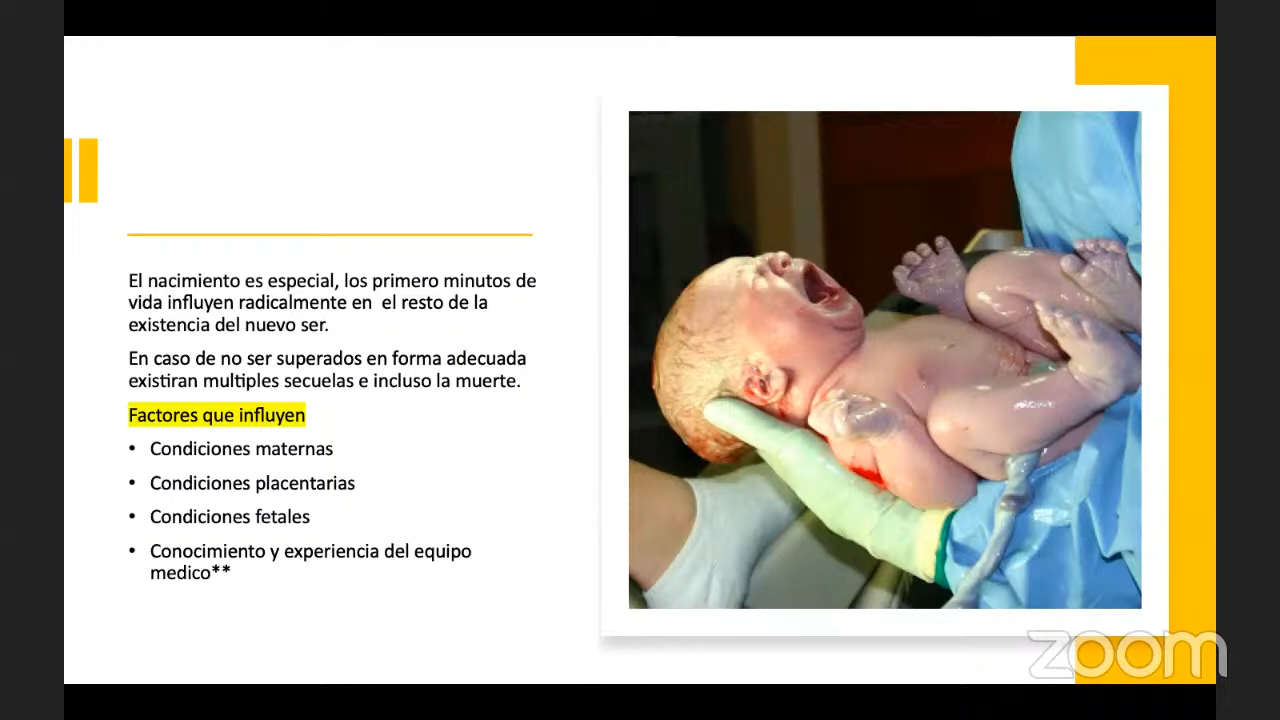 El nacimiento es especial, los primero minutos de
vida influyen radicalmente en el resto de la
existencia del nuevo ser.
En caso de no ser superados en forma adecuada
existiran multiples secuelas e incluso la muerte.
Factores que influyen
• Condiciones maternas
• Condiciones placentarias
• Condiciones fetales
• Conocimiento y experiencia del equipo
medico**
zoom